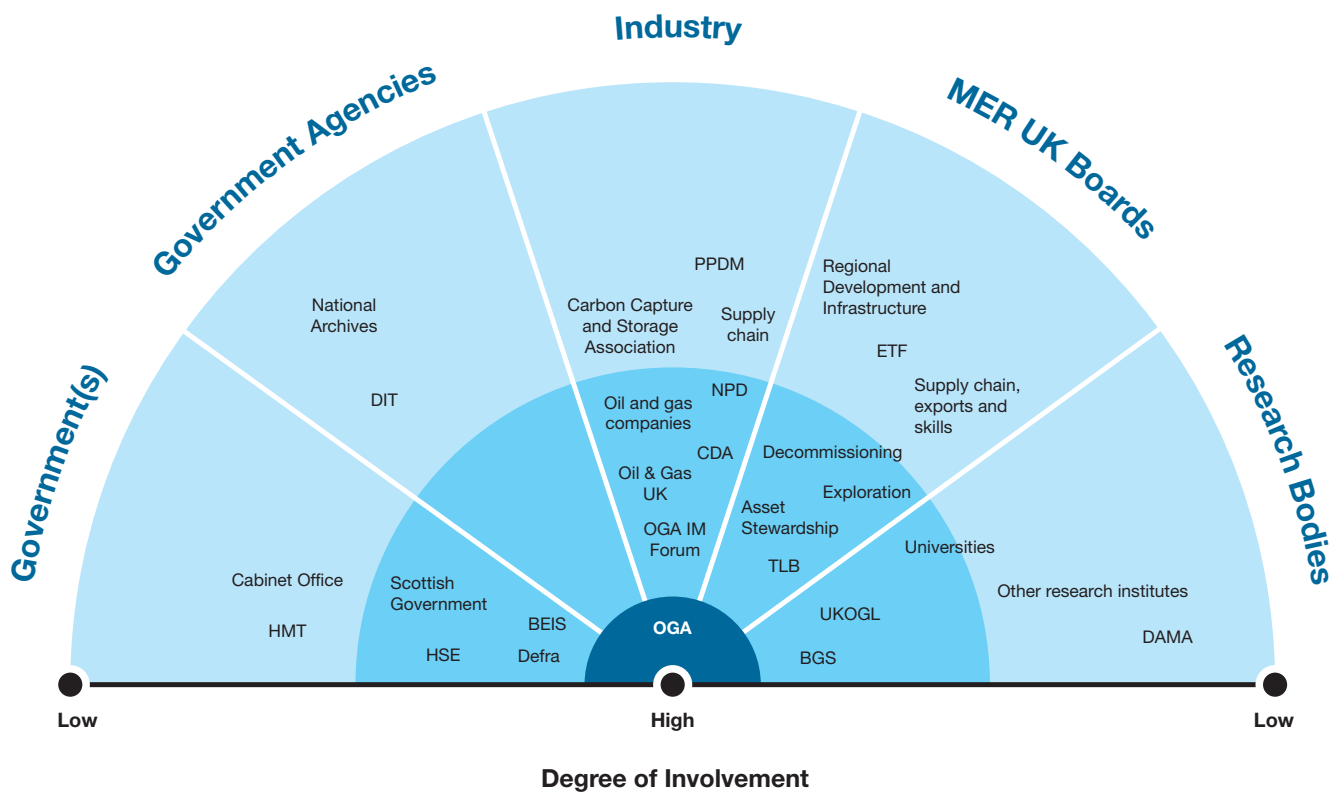 Industry
Government Agencies
MER UK Boards
Government(s)
Research Bodies
National
Archives
DIT
PPDM
Carbon Capture
and Storage
Association
Supply
chain
Regional
Development and
Infrastructure
ETF
Supply chain,
exports and
skills
NPD
Oil and gas
companies
CDA
Oil & Gas
UK
OGA IM
Forum
Decommissioning
Exploration
Asset
Stewardship
TLB
Cabinet Office
HMT
Scottish
Government
BEIS
HSE
Defra
OGA
Universities
UKOGL
BGS
Other research institutes
DAMA
Low
High
Low
Degree of Involvement